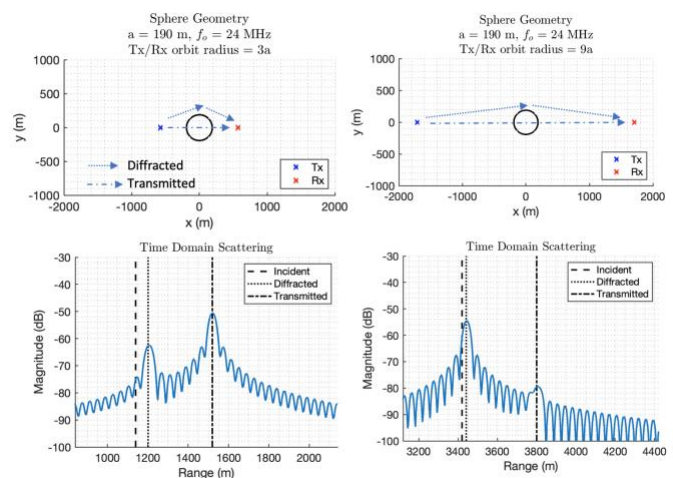 Sphere Geometry
a = 190 m, fₒ = 24 MHz
Tx/Rx orbit radius = 3a
1000
500
0
-500
-1000
y (m)
Diffracted
Transmitted
Tx
Rx
-2000
-1000
0
1000
2000
x (m)
Sphere Geometry
a = 190 m, fₒ = 24 MHz
Tx/Rx orbit radius = 9a
1000
500
0
-500
-1000
y (m)
Diffracted
Transmitted
Tx
Rx
-2000
-1000
0
1000
2000
x (m)
Time Domain Scattering
-30
-40
-50
-60
-70
-80
-90
-100
Magnitude (dB)
Incident
Diffracted
Transmitted
1000
1200
1400
1600
1800
2000
Range (m)
Time Domain Scattering
-30
-40
-50
-60
-70
-80
-90
-100
Magnitude (dB)
Incident
Diffracted
Transmitted
3200
3400
3600
3800
4000
4200
4400
Range (m)